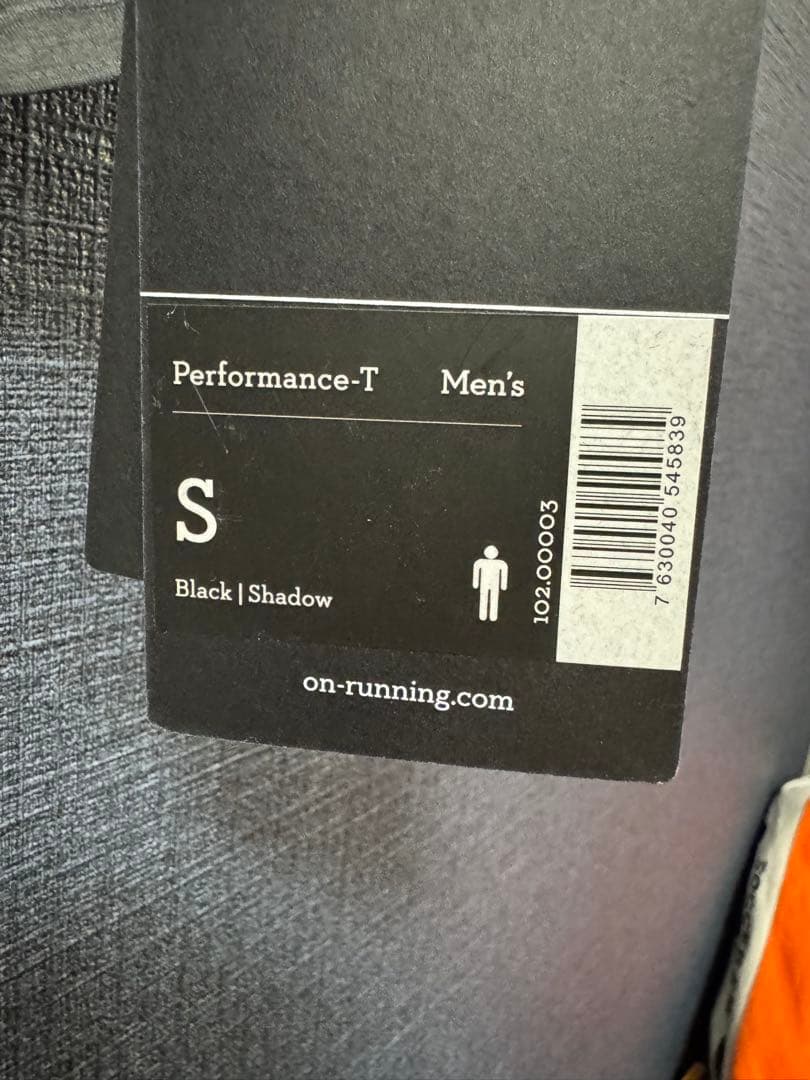 Performance-T Men's
S
Black | Shadow
102.00003
7 630040 545839
on-running.com